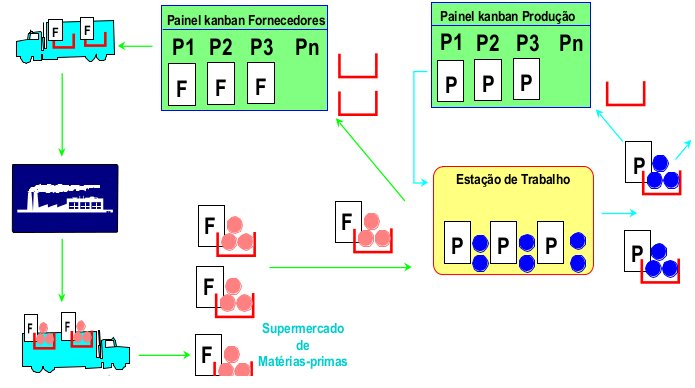 Painel kanban Fornecedores
P1 P2 P3 Pn
F F F
Painel kanban Produção
P1 P2 P3 Pn
P P P
F F
P
Estação de Trabalho
P P P
P
F
F
F
F F
F
Supermercado
de
Matérias-primas